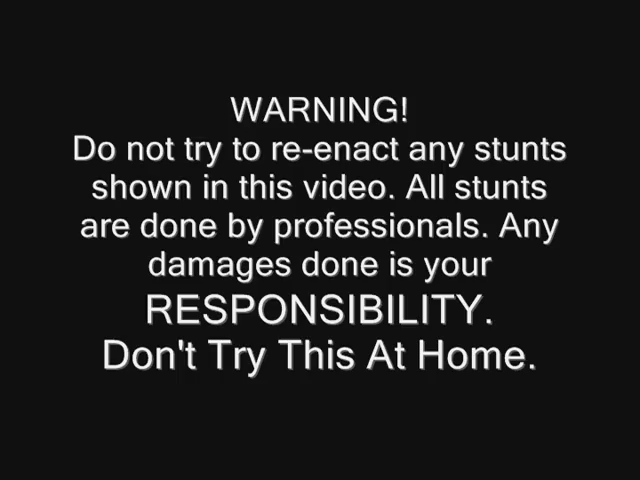 WARNING!
Do not try to re-enact any stunts
shown in this video. All stunts
are done by professionals. Any
damages done is your
RESPONSIBILITY.
Don't Try This At Home.